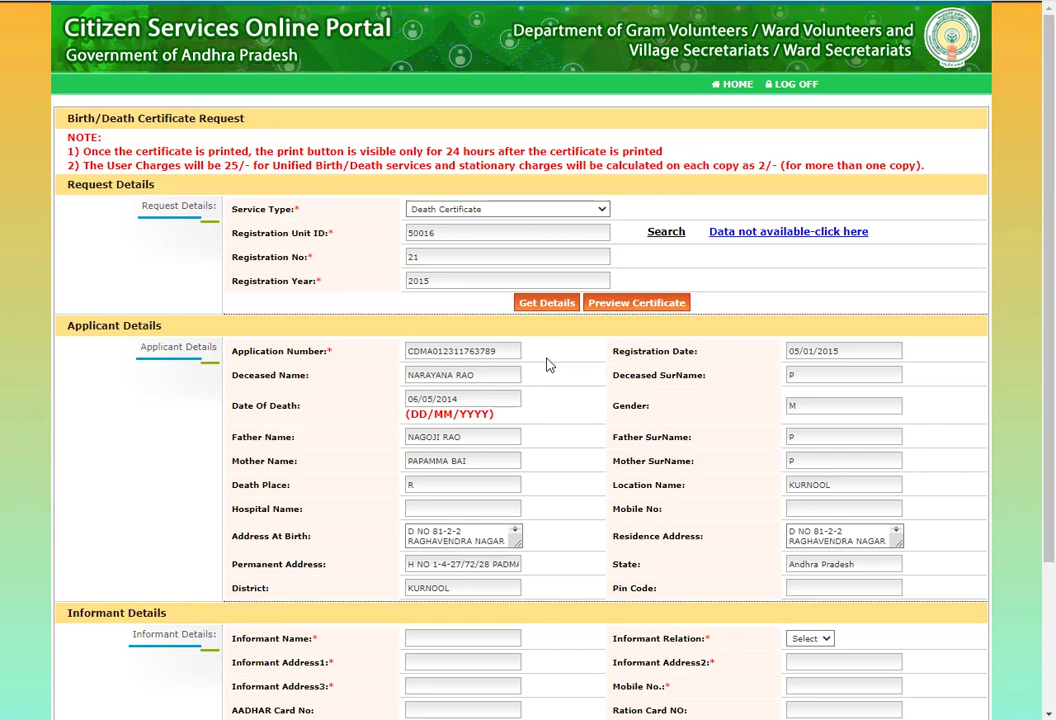 Citizen Services Online Portal
Government of Andhra Pradesh
Department of Gram Volunteers / Ward Volunteers and
Village Secretariats / Ward Secretariats
HOME LOG OFF
Birth/Death Certificate Request
NOTE:
1) Once the certificate is printed, the print button is visible only for 24 hours after the certificate is printed
2) The User Charges will be 25/- for Unified Birth/Death services and stationary charges will be calculated on each copy as 2/- (for more than one copy).
Request Details
Request Details:
Service Type:* Death Certificate
Registration Unit ID:* 50016 Search Data not available-click here
Registration No:* 21
Registration Year:* 2015
Get Details Preview Certificate
Applicant Details
Applicant Details
Application Number:* CDMA012311763789 Registration Date: 05/01/2015
Deceased Name: NARAYANA RAO Deceased SurName: P
Date Of Death: 06/05/2014 Gender: M
(DD/MM/YYYY)
Father Name: NAGOJI RAO Father SurName: P
Mother Name: PAPAMMA BAI Mother SurName: P
Death Place: R Location Name: KURNOOL
Hospital Name: Mobile No:
Address At Birth: D NO 81-2-2 RAGHAVENDRA NAGAR Residence Address: D NO 81-2-2 RAGHAVENDRA NAGAR
Permanent Address: H NO 1-4-27/72/28 PADMA State: Andhra Pradesh
District: KURNOOL Pin Code:
Informant Details
Informant Details:
Informant Name:* Informant Relation:* Select
Informant Address1:* Informant Address2:*
Informant Address3:* Mobile No.:*
AADHAR Card No: Ration Card NO: